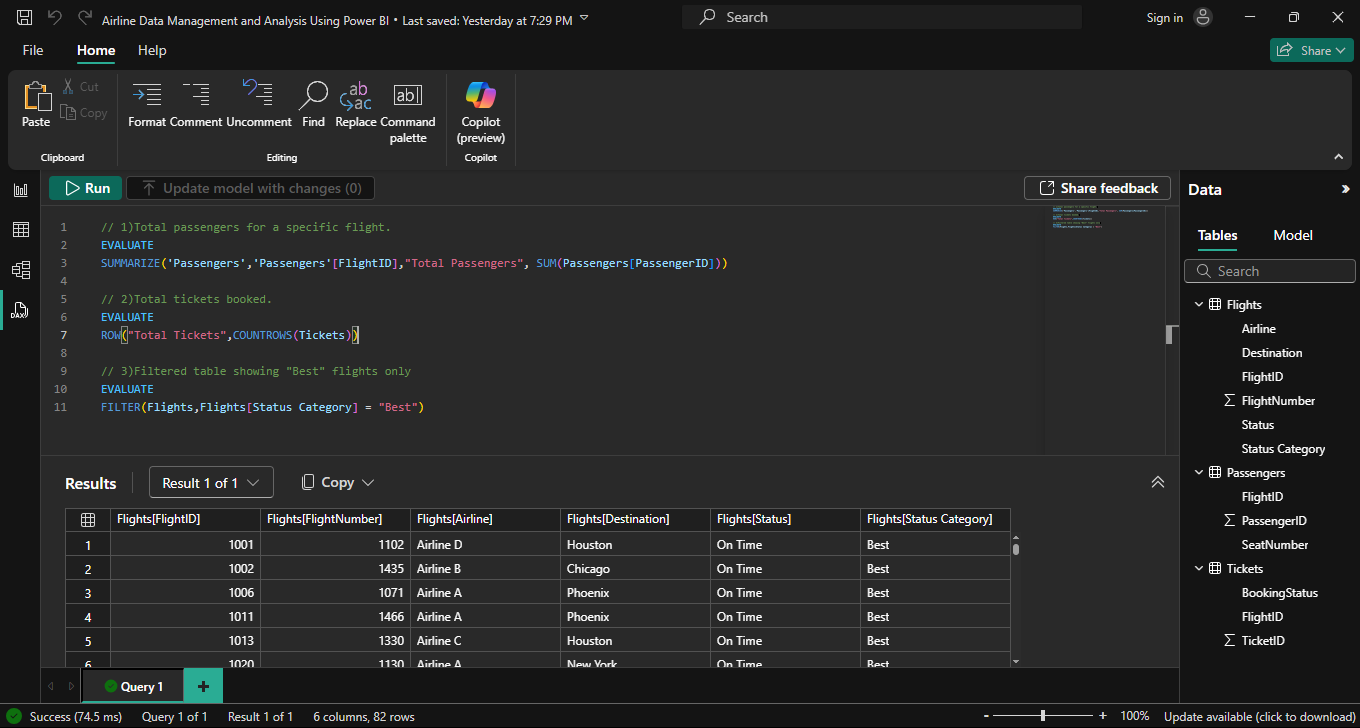 Airline Data Management and Analysis Using Power BI • Last saved: Yesterday at 7:29 PM
Search
Sign in
File
Home
Help
Share
Paste
Cut
Copy
Format
Comment
Uncomment
Find
Replace
Command palette
Copilot (preview)
Clipboard
Editing
Copilot
Run
Update model with changes (0)
Share feedback
1 // 1)Total passengers for a specific flight.
2 EVALUATE
3 SUMMARIZE('Passengers','Passengers'[FlightID],"Total Passengers", SUM(Passengers[PassengerID]))
4
5 // 2)Total tickets booked.
6 EVALUATE
7 ROW("Total Tickets",COUNTROWS(Tickets))
8
9 // 3)Filtered table showing "Best" flights only
10 EVALUATE
11 FILTER(Flights,Flights[Status Category] = "Best")
Results
Result 1 of 1
Copy
Flights[FlightID] Flights[FlightNumber] Flights[Airline] Flights[Destination] Flights[Status] Flights[Status Category]
1 1001 1102 Airline D Houston On Time Best
2 1002 1435 Airline B Chicago On Time Best
3 1006 1071 Airline A Phoenix On Time Best
4 1011 1466 Airline A Phoenix On Time Best
5 1013 1330 Airline C Houston On Time Best
6 1020 1130 Airline A New York On Time Best
Data
Tables
Model
Search
Flights
Airline
Destination
FlightID
FlightNumber
Status
Status Category
Passengers
FlightID
PassengerID
SeatNumber
Tickets
BookingStatus
FlightID
TicketID
Query 1
+
Success (74.5 ms)
Query 1 of 1
Result 1 of 1
6 columns, 82 rows
- + 100%
Update available (click to download)